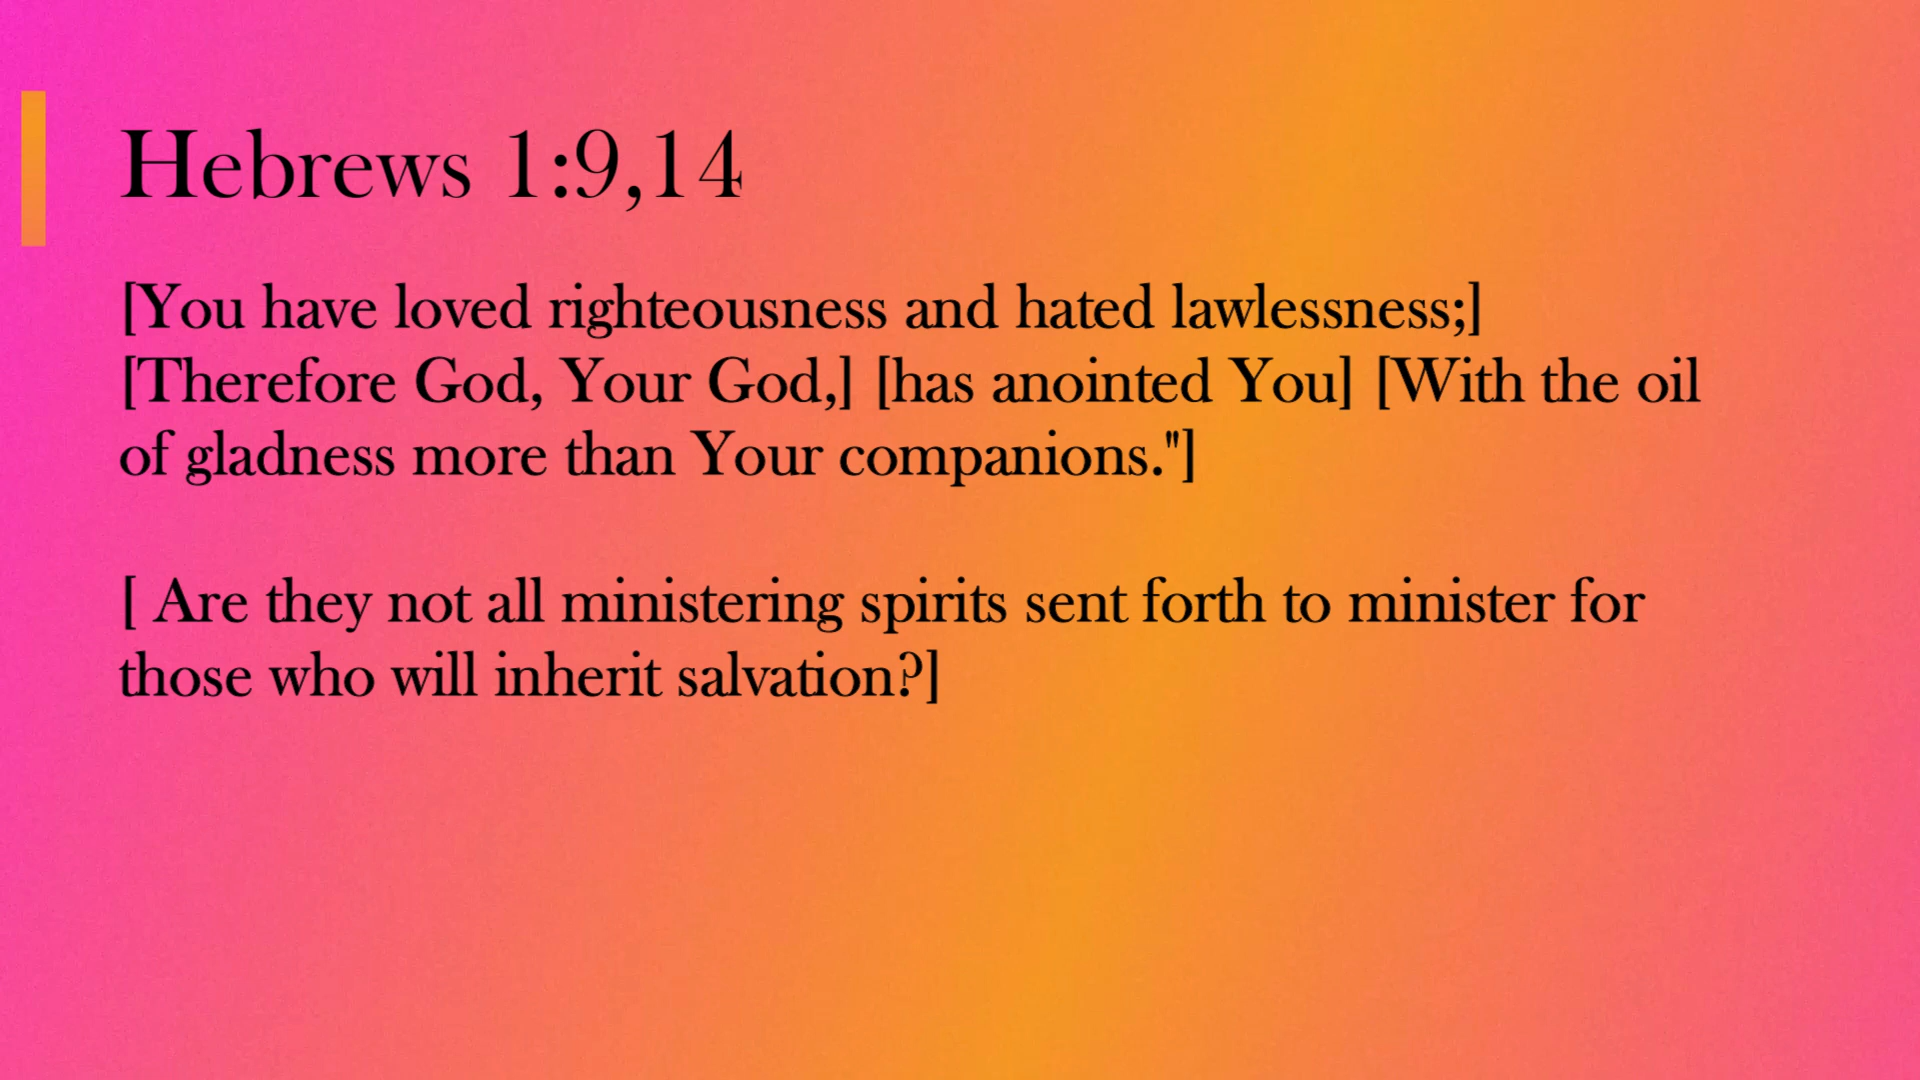 Hebrews 1:9,14
[You have loved righteousness and hated lawlessness;]
[Therefore God, Your God,] [has anointed You] [With the oil
of gladness more than Your companions."]
[ Are they not all ministering spirits sent forth to minister for
those who will inherit salvation?]